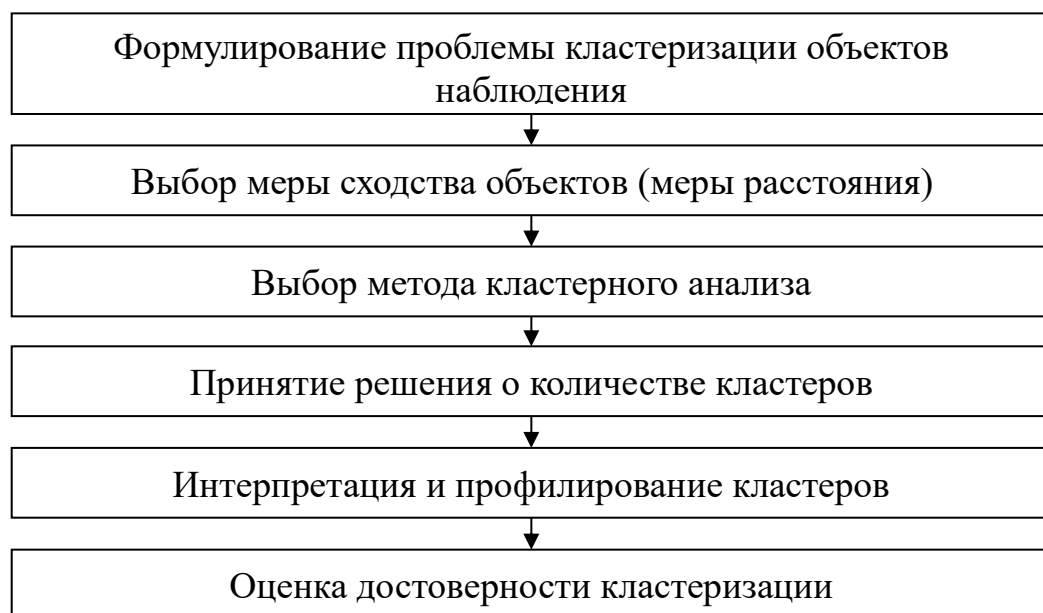 Формулирование проблемы кластеризации объектов
наблюдения
Выбор меры сходства объектов (меры расстояния)
Выбор метода кластерного анализа
Принятие решения о количестве кластеров
Интерпретация и профилирование кластеров
Оценка достоверности кластеризации